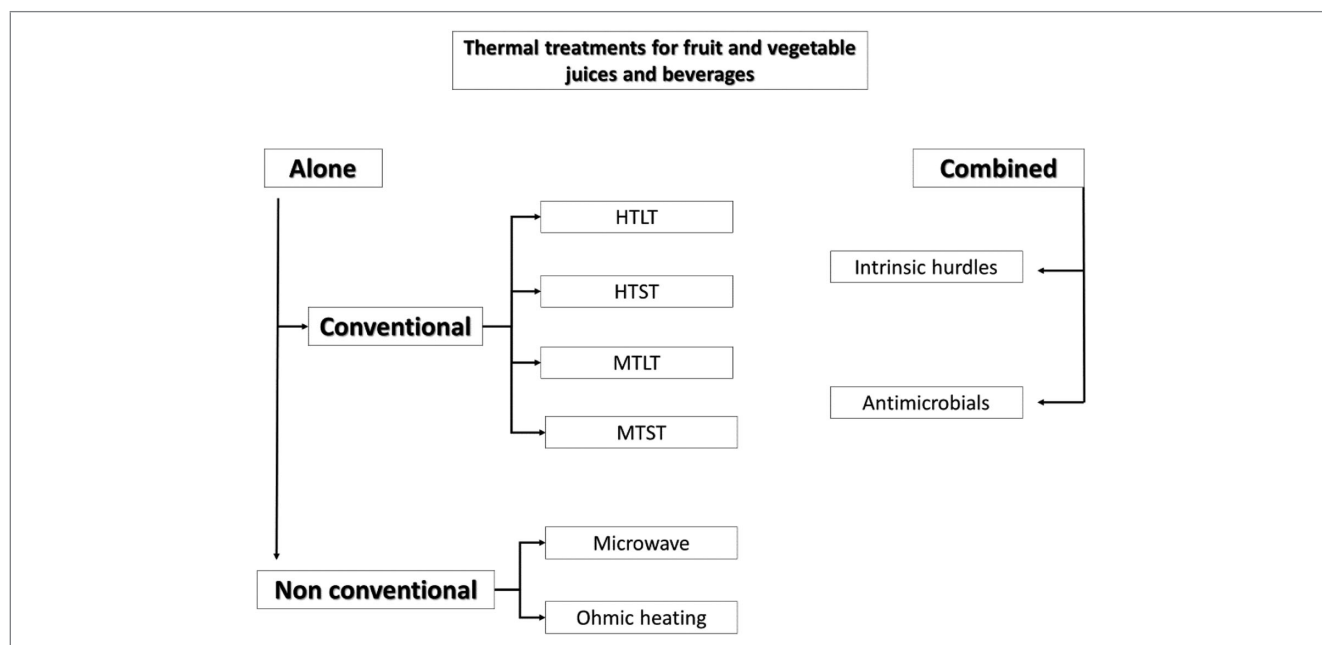 Thermal treatments for fruit and vegetable
juices and beverages
Alone
Combined
HTLT
HTST
Conventional
MTLT
MTST
Intrinsic hurdles
Antimicrobials
Microwave
Non conventional
Ohmic heating